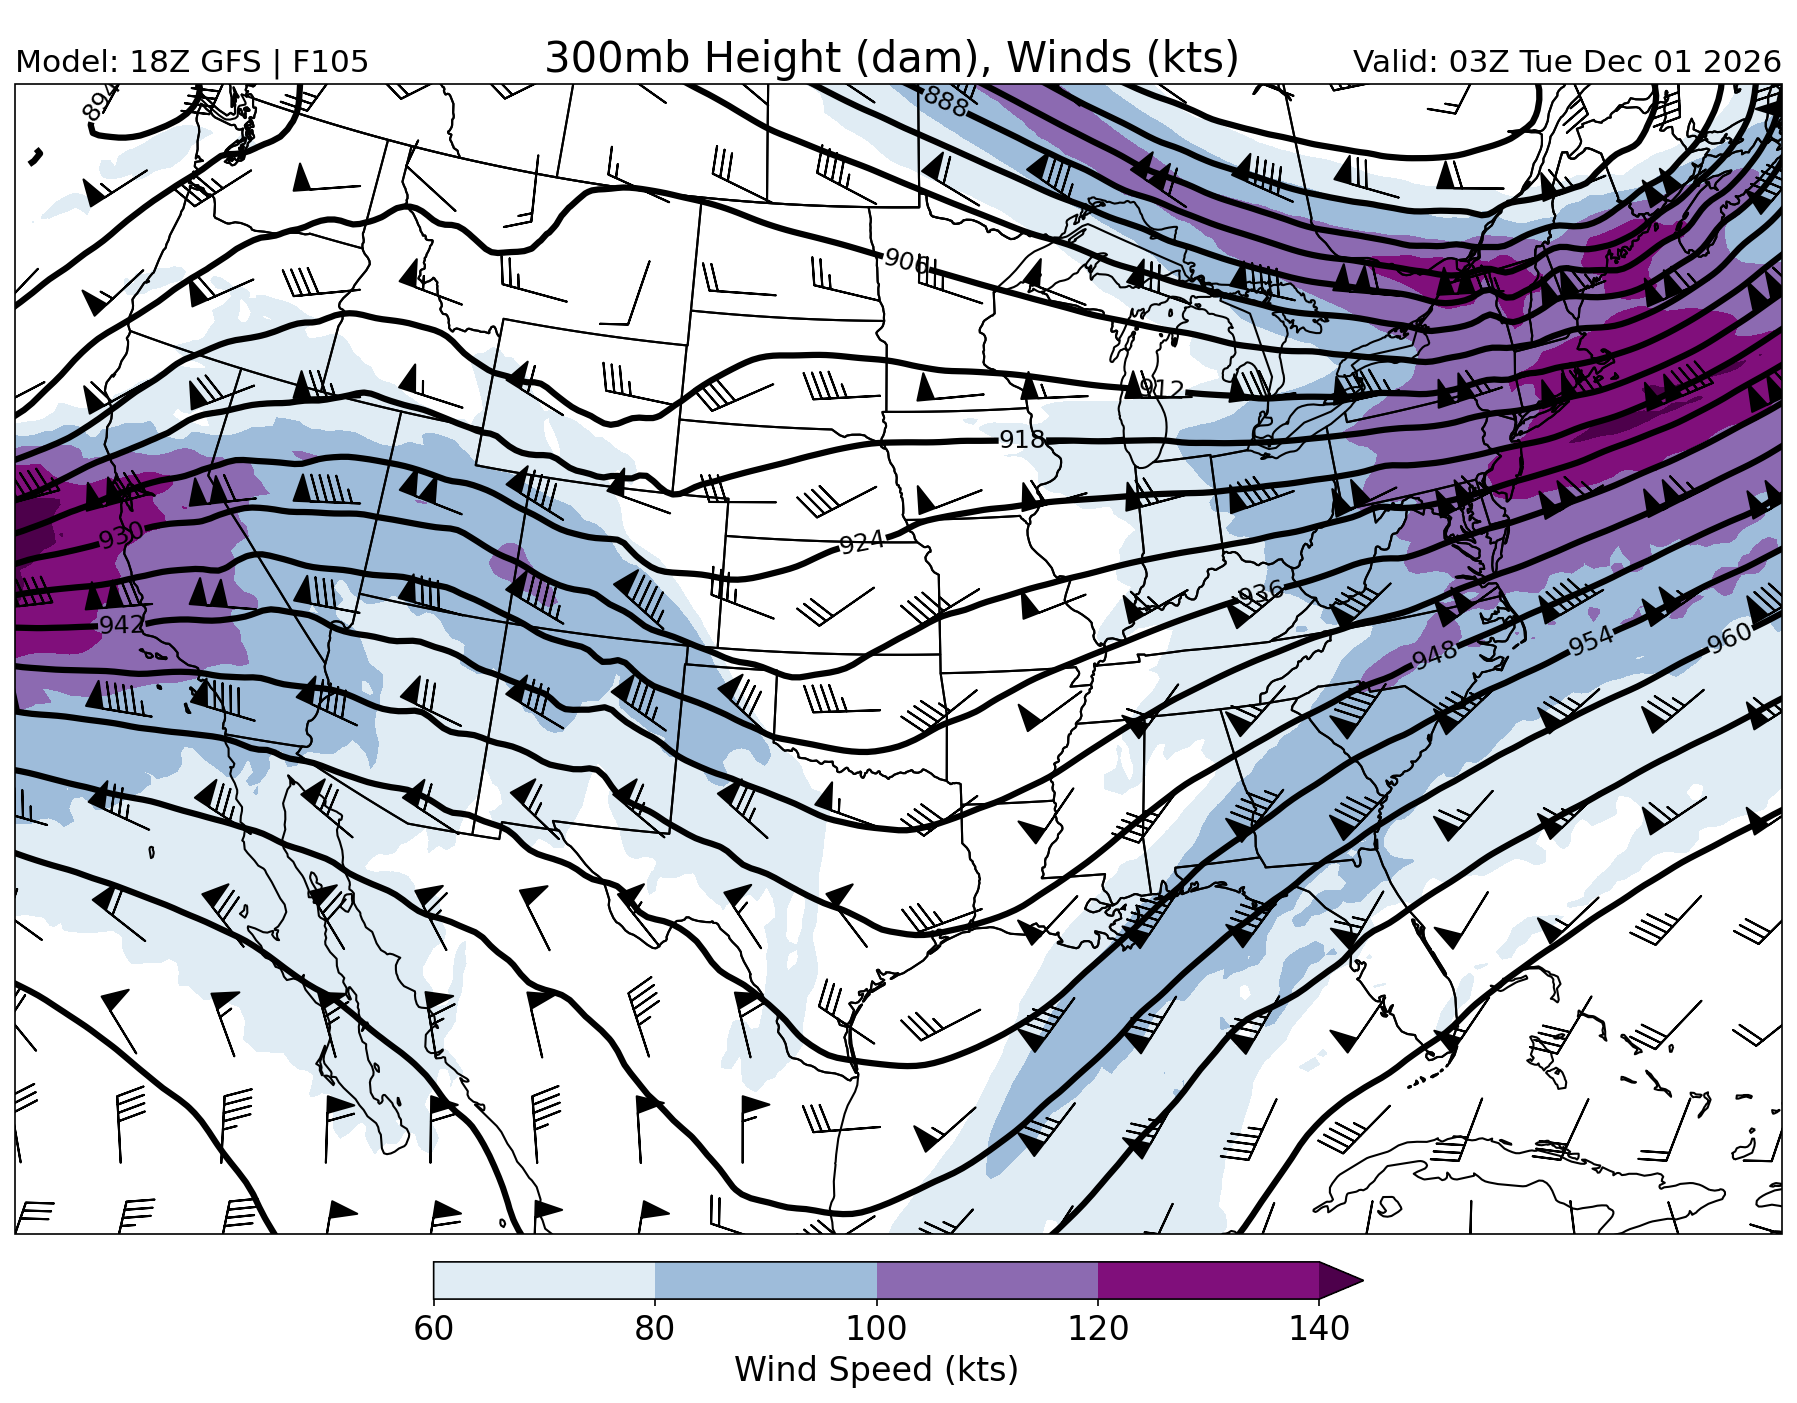 Model: 18Z GFS | F105
300mb Height (dam), Winds (kts)
Valid: 03Z Tue Dec 01 2026
894
888
906
912
918
924
930
936
942
948
954
960
60 80 100 120 140
Wind Speed (kts)